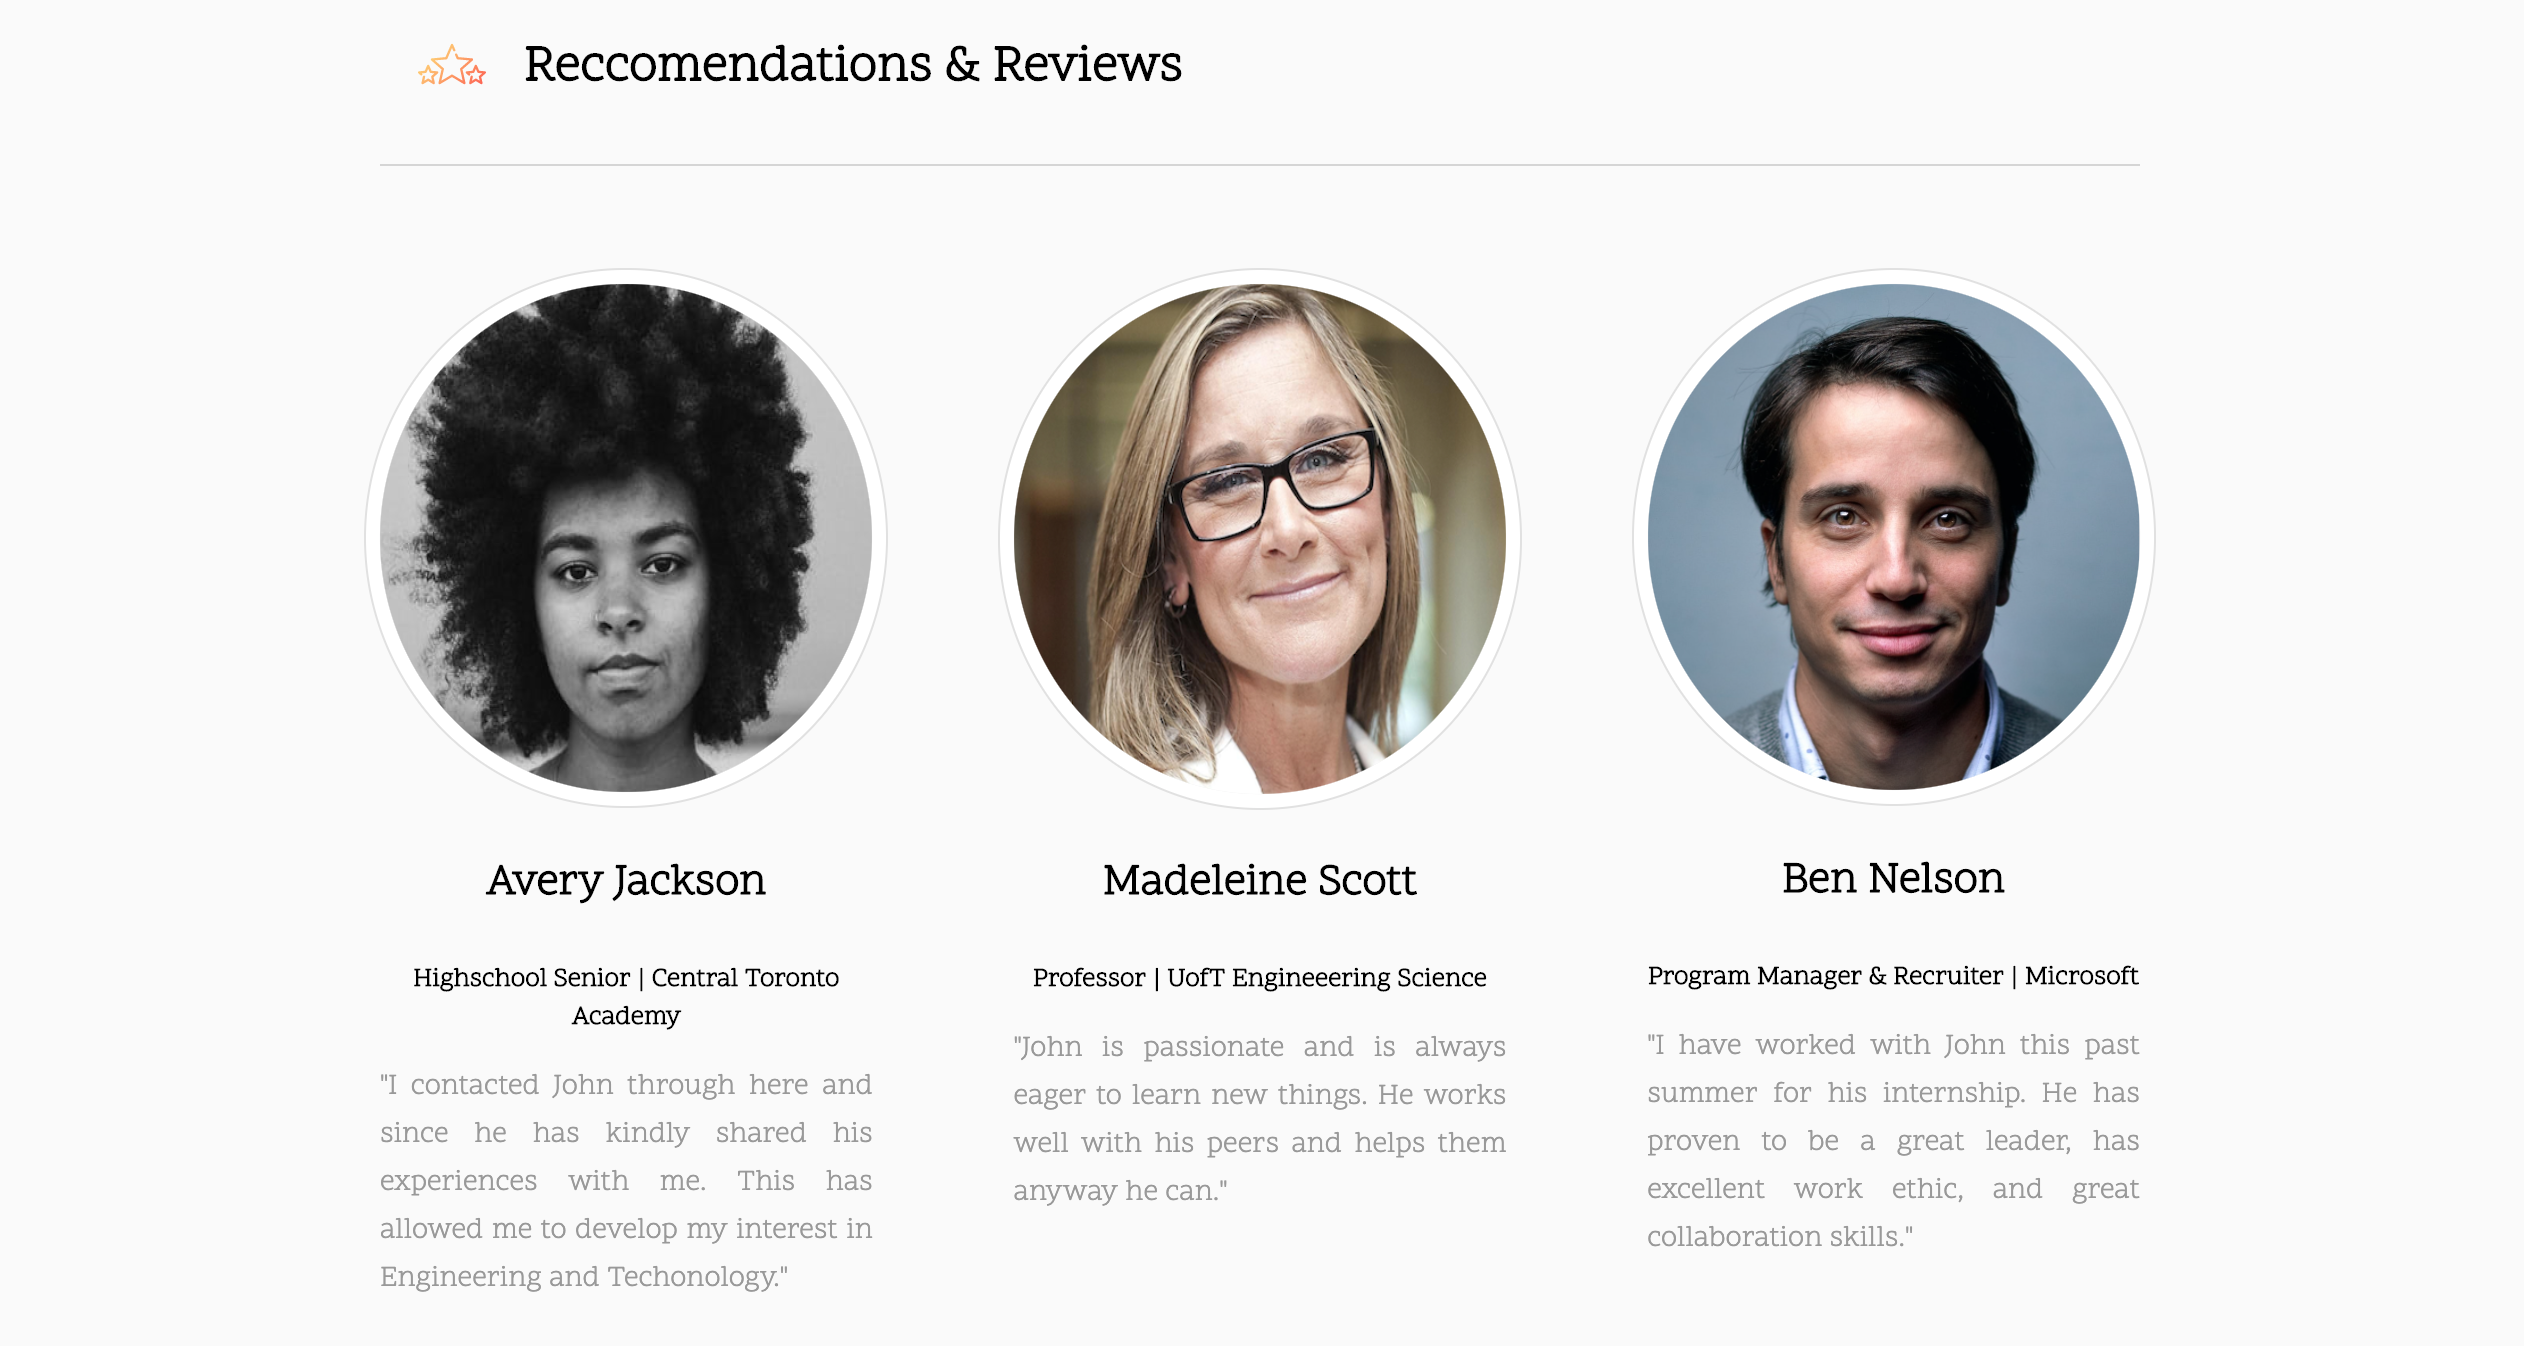 Reccomendations & Reviews
Avery Jackson
Highschool Senior | Central Toronto
Academy
"I contacted John through here and
since he has kindly shared his
experiences with me. This has
allowed me to develop my interest in
Engineering and Techonology."
Madeleine Scott
Professor | UofT Engineeering Science
"John is passionate and is always
eager to learn new things. He works
well with his peers and helps them
anyway he can."
Ben Nelson
Program Manager & Recruiter | Microsoft
"I have worked with John this past
summer for his internship. He has
proven to be a great leader, has
excellent work ethic, and great
collaboration skills."